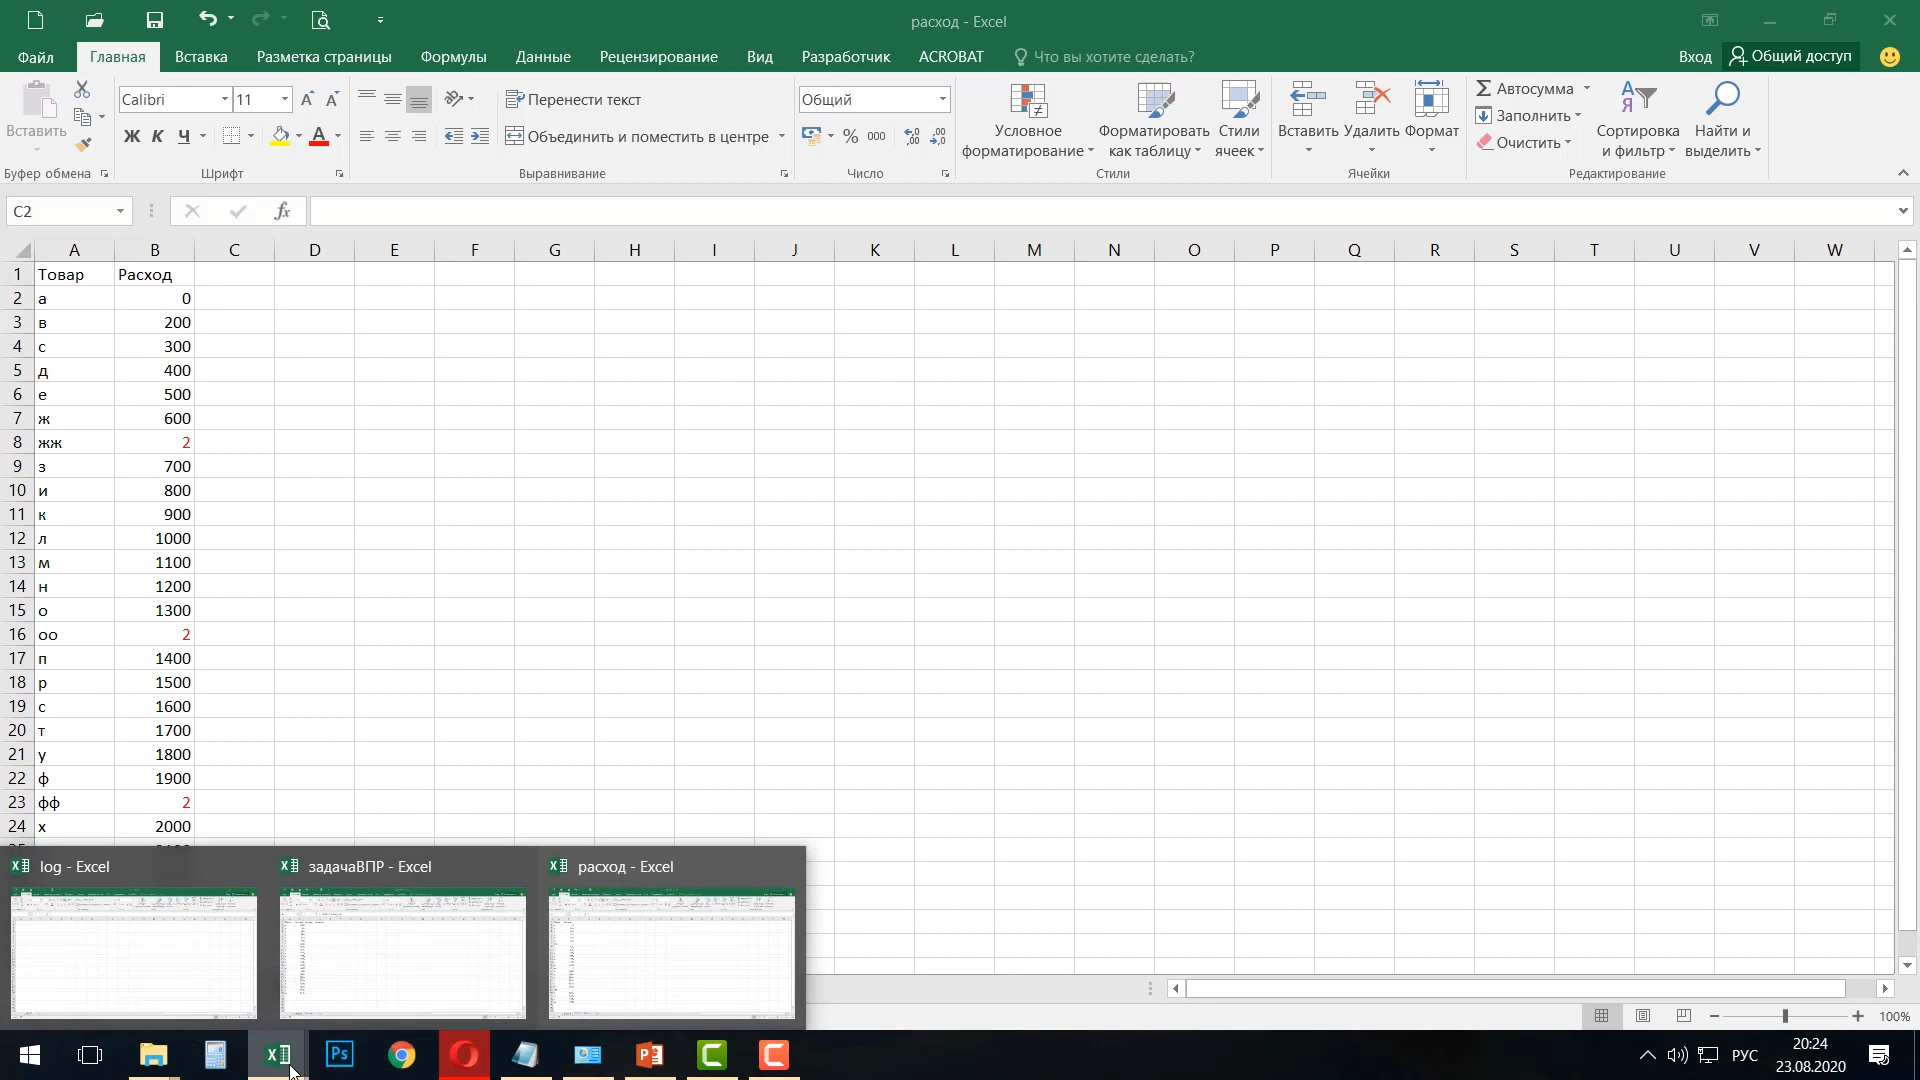 расход - Excel
Файл Главная Вставка Разметка страницы Формулы Данные Рецензирование Вид Разработчик ACROBAT Что вы хотите сделать? Вход Общий доступ
Вставить
Буфер обмена
Calibri 11
Ж К Ч А
Шрифт
Перенести текст
Объединить и поместить в центре
Выравнивание
Общий
% 000 ,00 ,00
Число
Условное форматирование
Форматировать как таблицу
Стили ячеек
Стили
Вставить Удалить Формат
Ячейки
Автосумма
Заполнить
Очистить
Сортировка и фильтр
Найти и выделить
Редактирование
C2 fx
A B C D E F G H I J K L M N O P Q R S T U V W
1 Товар Расход
2 а 0
3 в 200
4 с 300
5 д 400
6 е 500
7 ж 600
8 жж 2
9 з 700
10 и 800
11 к 900
12 л 1000
13 м 1100
14 н 1200
15 о 1300
16 оо 2
17 п 1400
18 р 1500
19 с 1600
20 т 1700
21 у 1800
22 ф 1900
23 фф 2
24 х 2000
log - Excel задачаВПР - Excel расход - Excel
100%
Ps
РУС
20:24
23.08.2020